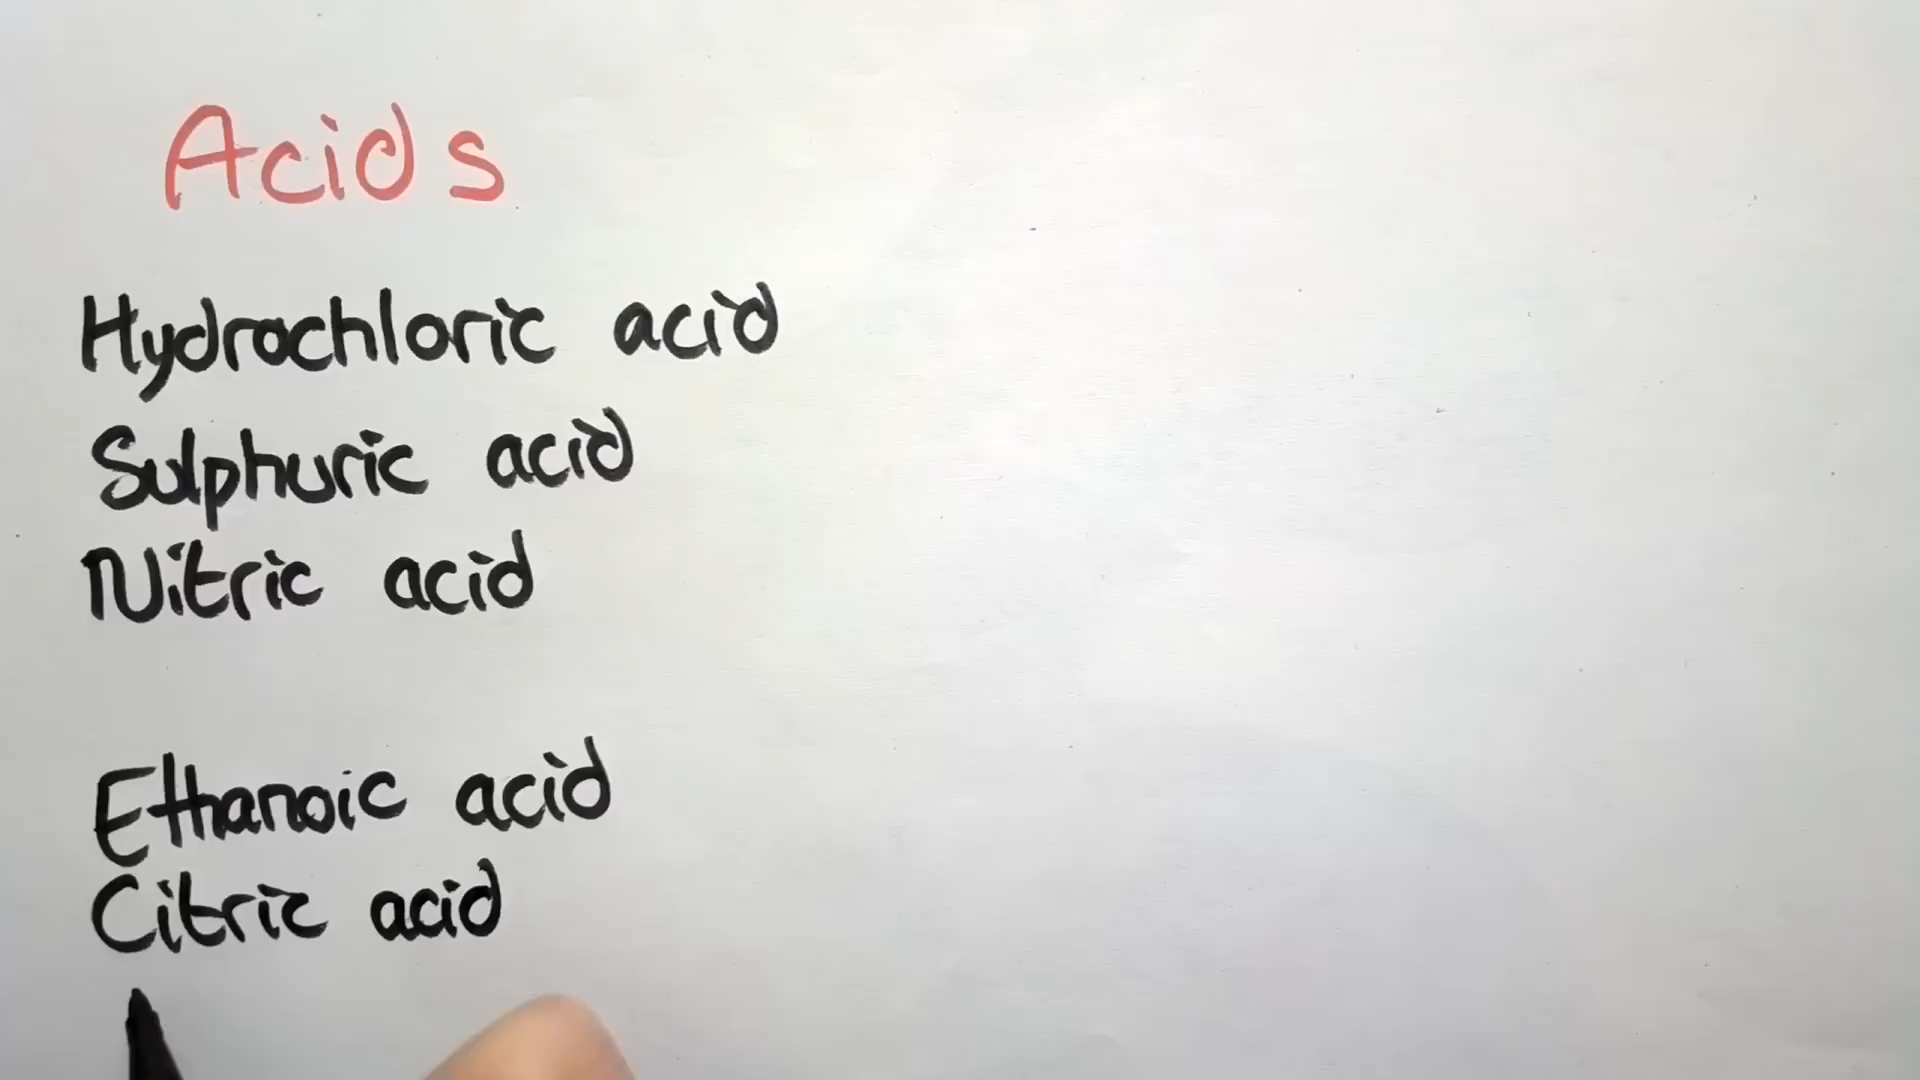 Acids
Hydrochloric acid
Sulphuric acid
Nitric acid
Ethanoic acid
Citric acid